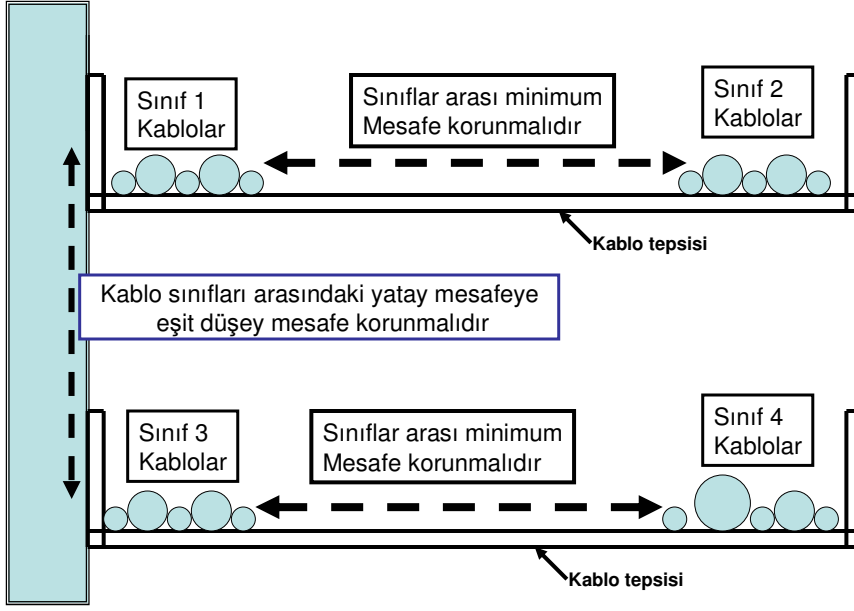 Sınıf 1
Kablolar
Sınıflar arası minimum
Mesafe korunmalıdır
Sınıf 2
Kablolar
Kablo tepsisi
Kablo sınıfları arasındaki yatay mesafeye
eşit düşey mesafe korunmalıdır
Sınıf 3
Kablolar
Sınıflar arası minimum
Mesafe korunmalıdır
Sınıf 4
Kablolar
Kablo tepsisi